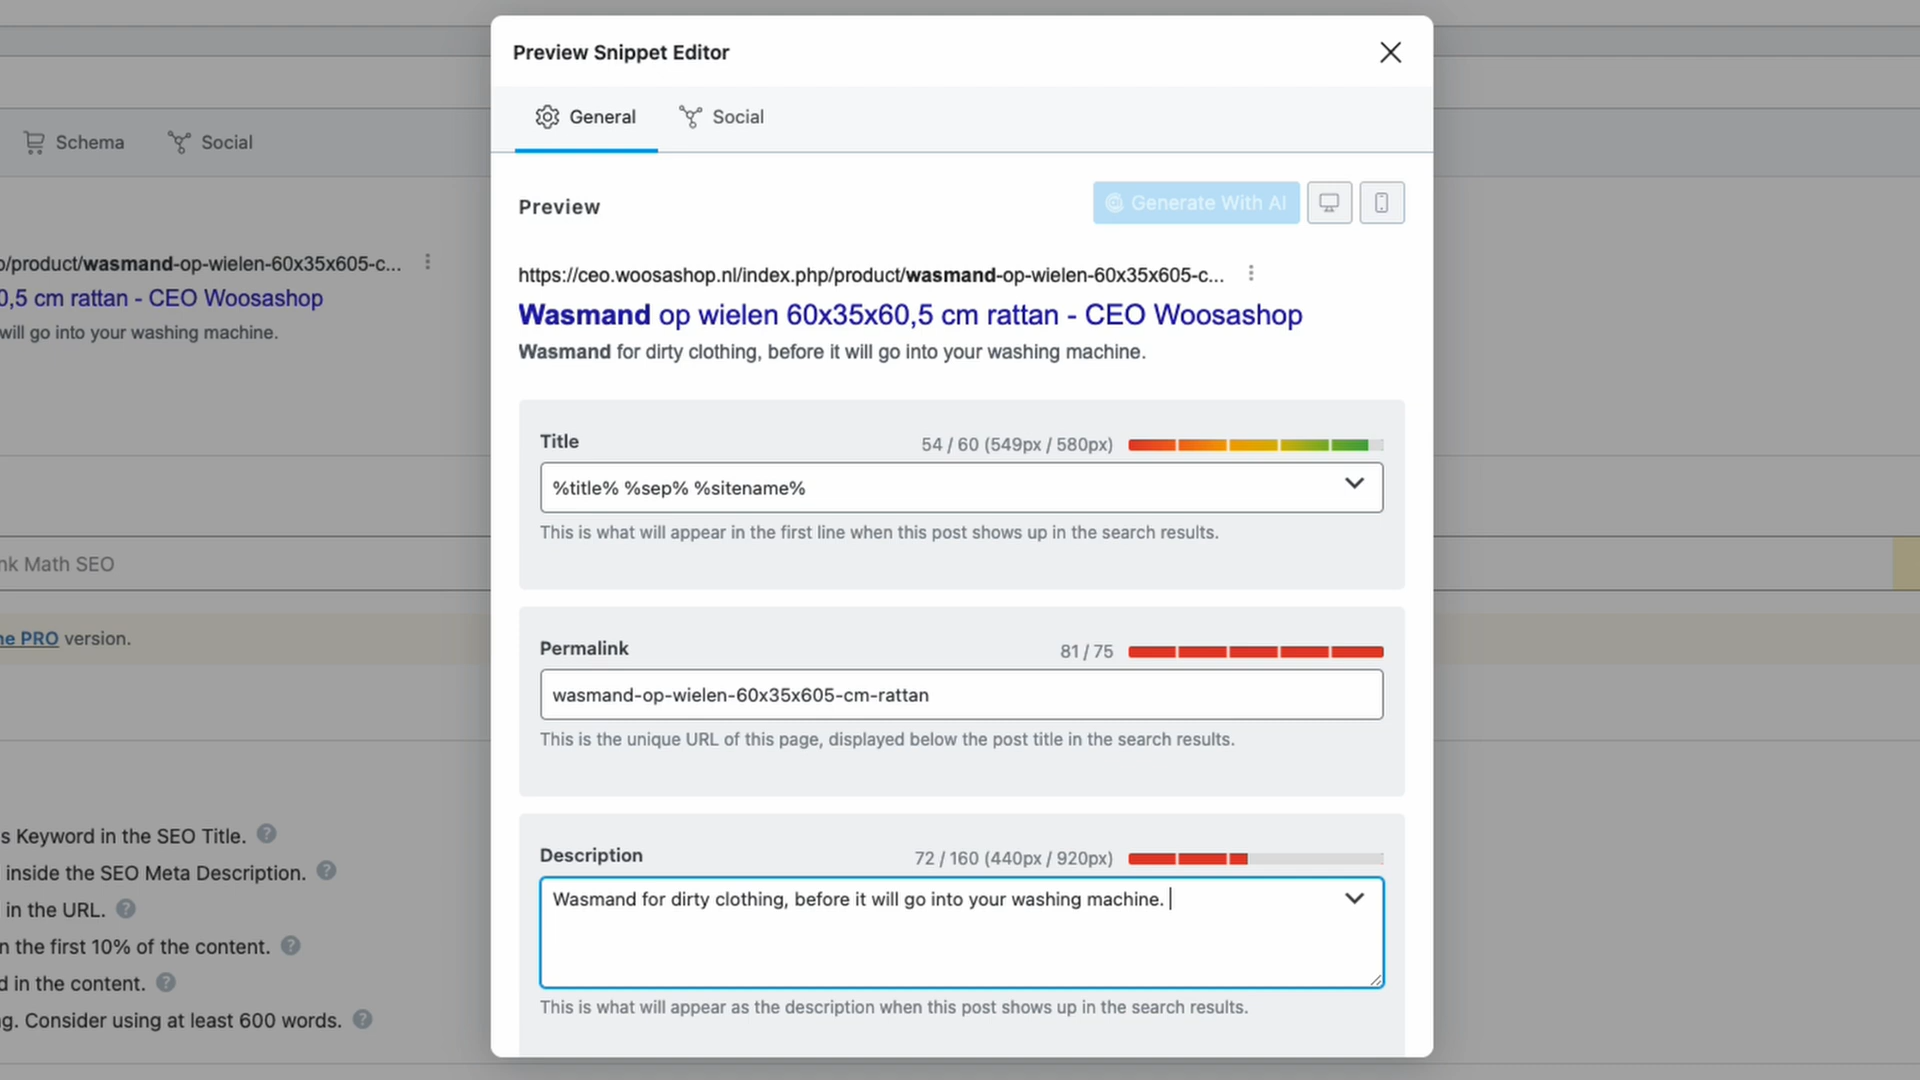 Preview Snippet Editor
General
Social
Schema
Social
Preview
Generate With AI
o/product/wasmand-op-wielen-60x35x605-c...
0,5 cm rattan - CEO Woosashop
will go into your washing machine.
https://ceo.woosashop.nl/index.php/product/wasmand-op-wielen-60x35x605-c...
Wasmand op wielen 60x35x60,5 cm rattan - CEO Woosashop
Wasmand for dirty clothing, before it will go into your washing machine.
Title
54 / 60 (549px / 580px)
%title% %sep% %sitename%
This is what will appear in the first line when this post shows up in the search results.
nk Math SEO
ne PRO version.
Permalink
81 / 75
wasmand-op-wielen-60x35x605-cm-rattan
This is the unique URL of this page, displayed below the post title in the search results.
s Keyword in the SEO Title.
inside the SEO Meta Description.
in the URL.
n the first 10% of the content.
d in the content.
g. Consider using at least 600 words.
Description
72 / 160 (440px / 920px)
Wasmand for dirty clothing, before it will go into your washing machine.
This is what will appear as the description when this post shows up in the search results.